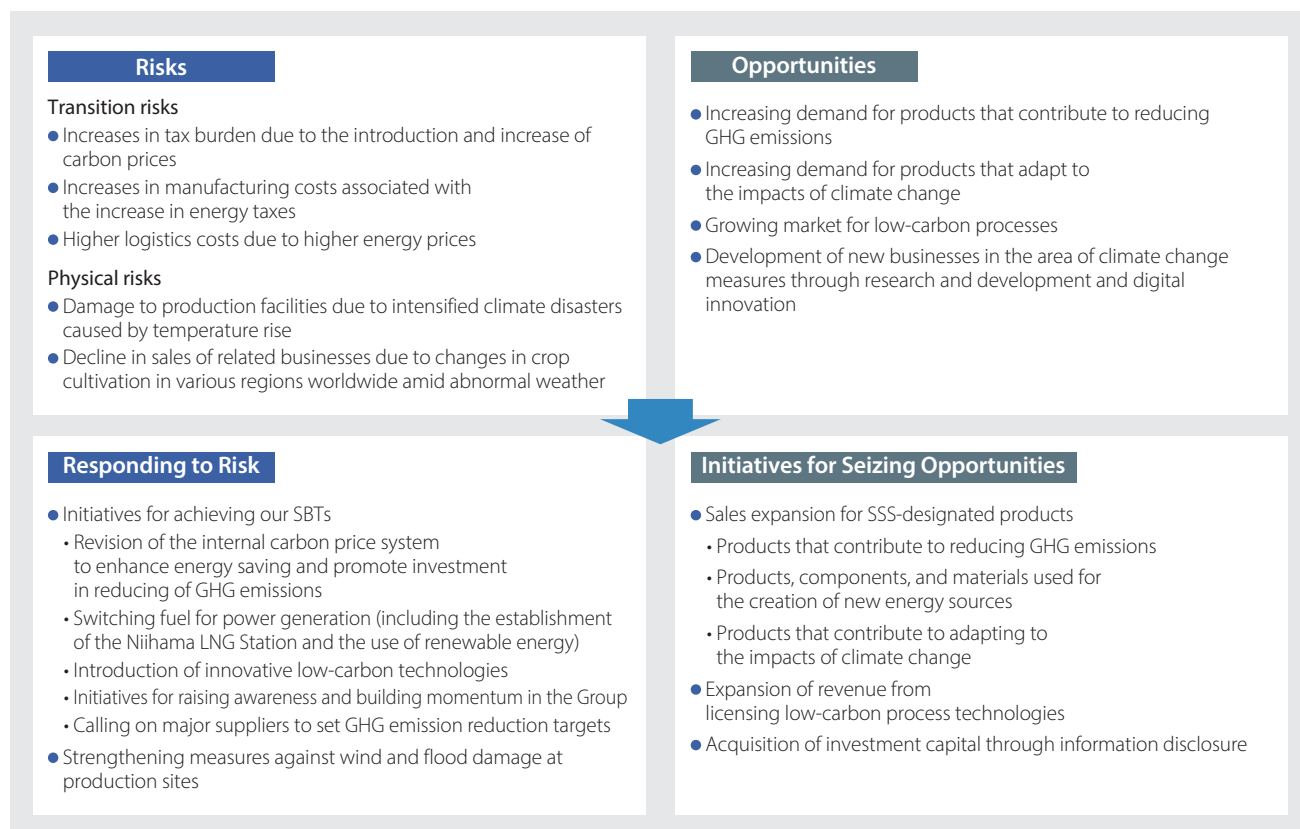 Risks
Transition risks
● Increases in tax burden due to the introduction and increase of
carbon prices
● Increases in manufacturing costs associated with
the increase in energy taxes
● Higher logistics costs due to higher energy prices
Physical risks
● Damage to production facilities due to intensified climate disasters
caused by temperature rise
● Decline in sales of related businesses due to changes in crop
cultivation in various regions worldwide amid abnormal weather
Opportunities
● Increasing demand for products that contribute to reducing
GHG emissions
● Increasing demand for products that adapt to
the impacts of climate change
● Growing market for low-carbon processes
● Development of new businesses in the area of climate change
measures through research and development and digital
innovation
Responding to Risk
● Initiatives for achieving our SBTs
・Revision of the internal carbon price system
to enhance energy saving and promote investment
in reducing of GHG emissions
・Switching fuel for power generation (including the establishment
of the Niihama LNG Station and the use of renewable energy)
・Introduction of innovative low-carbon technologies
・Initiatives for raising awareness and building momentum in the Group
・Calling on major suppliers to set GHG emission reduction targets
● Strengthening measures against wind and flood damage at
production sites
Initiatives for Seizing Opportunities
● Sales expansion for SSS-designated products
・Products that contribute to reducing GHG emissions
・Products, components, and materials used for
the creation of new energy sources
・Products that contribute to adapting to
the impacts of climate change
● Expansion of revenue from
licensing low-carbon process technologies
● Acquisition of investment capital through information disclosure